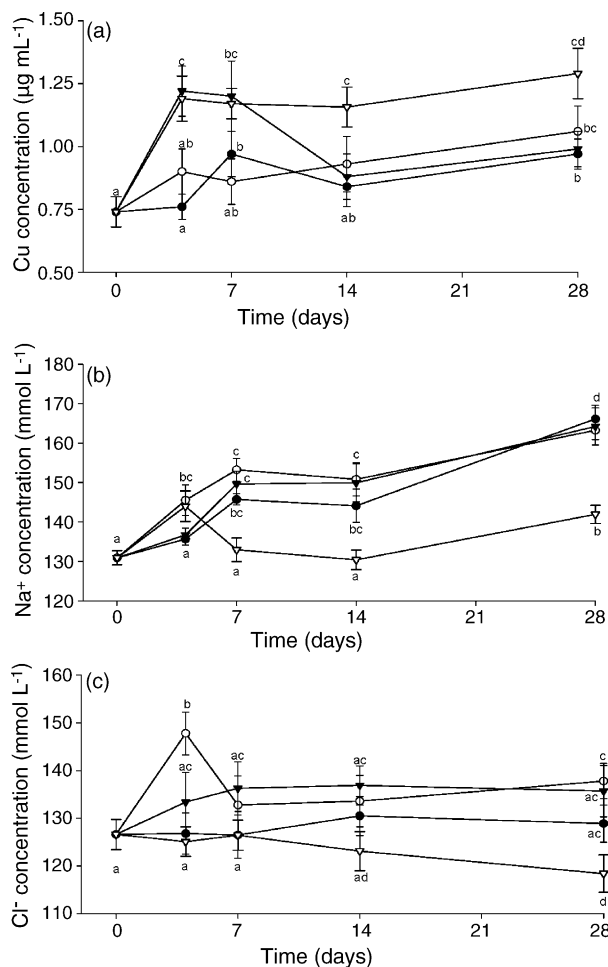 (a)
Cu concentration (µg mL⁻¹)
1.50
1.25
1.00
0.75
0.50
a
c
ab
a
bc
b
ab
c
ab
cd
bc
b
0 7 14 21 28
Time (days)
(b)
Na⁺ concentration (mmol L⁻¹)
180
170
160
150
140
130
120
a
bc
a
c
c
bc
a
c
bc
a
d
b
0 7 14 21 28
Time (days)
(c)
Cl⁻ concentration (mmol L⁻¹)
160
150
140
130
120
110
a
b
ac
a
ac
a
ac
ad
c
ac
ac
d
0 7 14 21 28
Time (days)